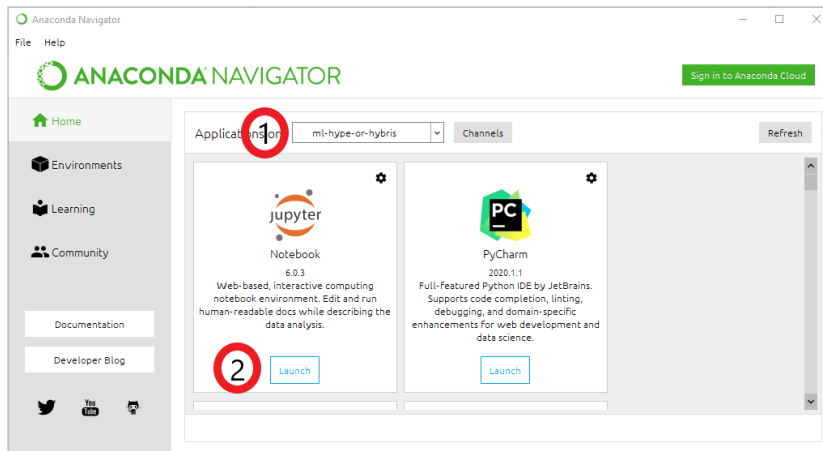 Anaconda Navigator
File Help
ANACONDA NAVIGATOR
Sign in to Anaconda Cloud
Home
Applications on
1
ml-hype-or-hybris
Channels
Refresh
Environments
Learning
Community
Documentation
Developer Blog
You
Tube
jupyter
Notebook
6.0.3
Web-based, interactive computing
notebook environment. Edit and run
human-readable docs while describing the
data analysis.
2
Launch
PC
PyCharm
2020.1.1
Full-featured Python IDE by JetBrains.
Supports code completion, linting,
debugging, and domain-specific
enhancements for web development and
data science.
Launch